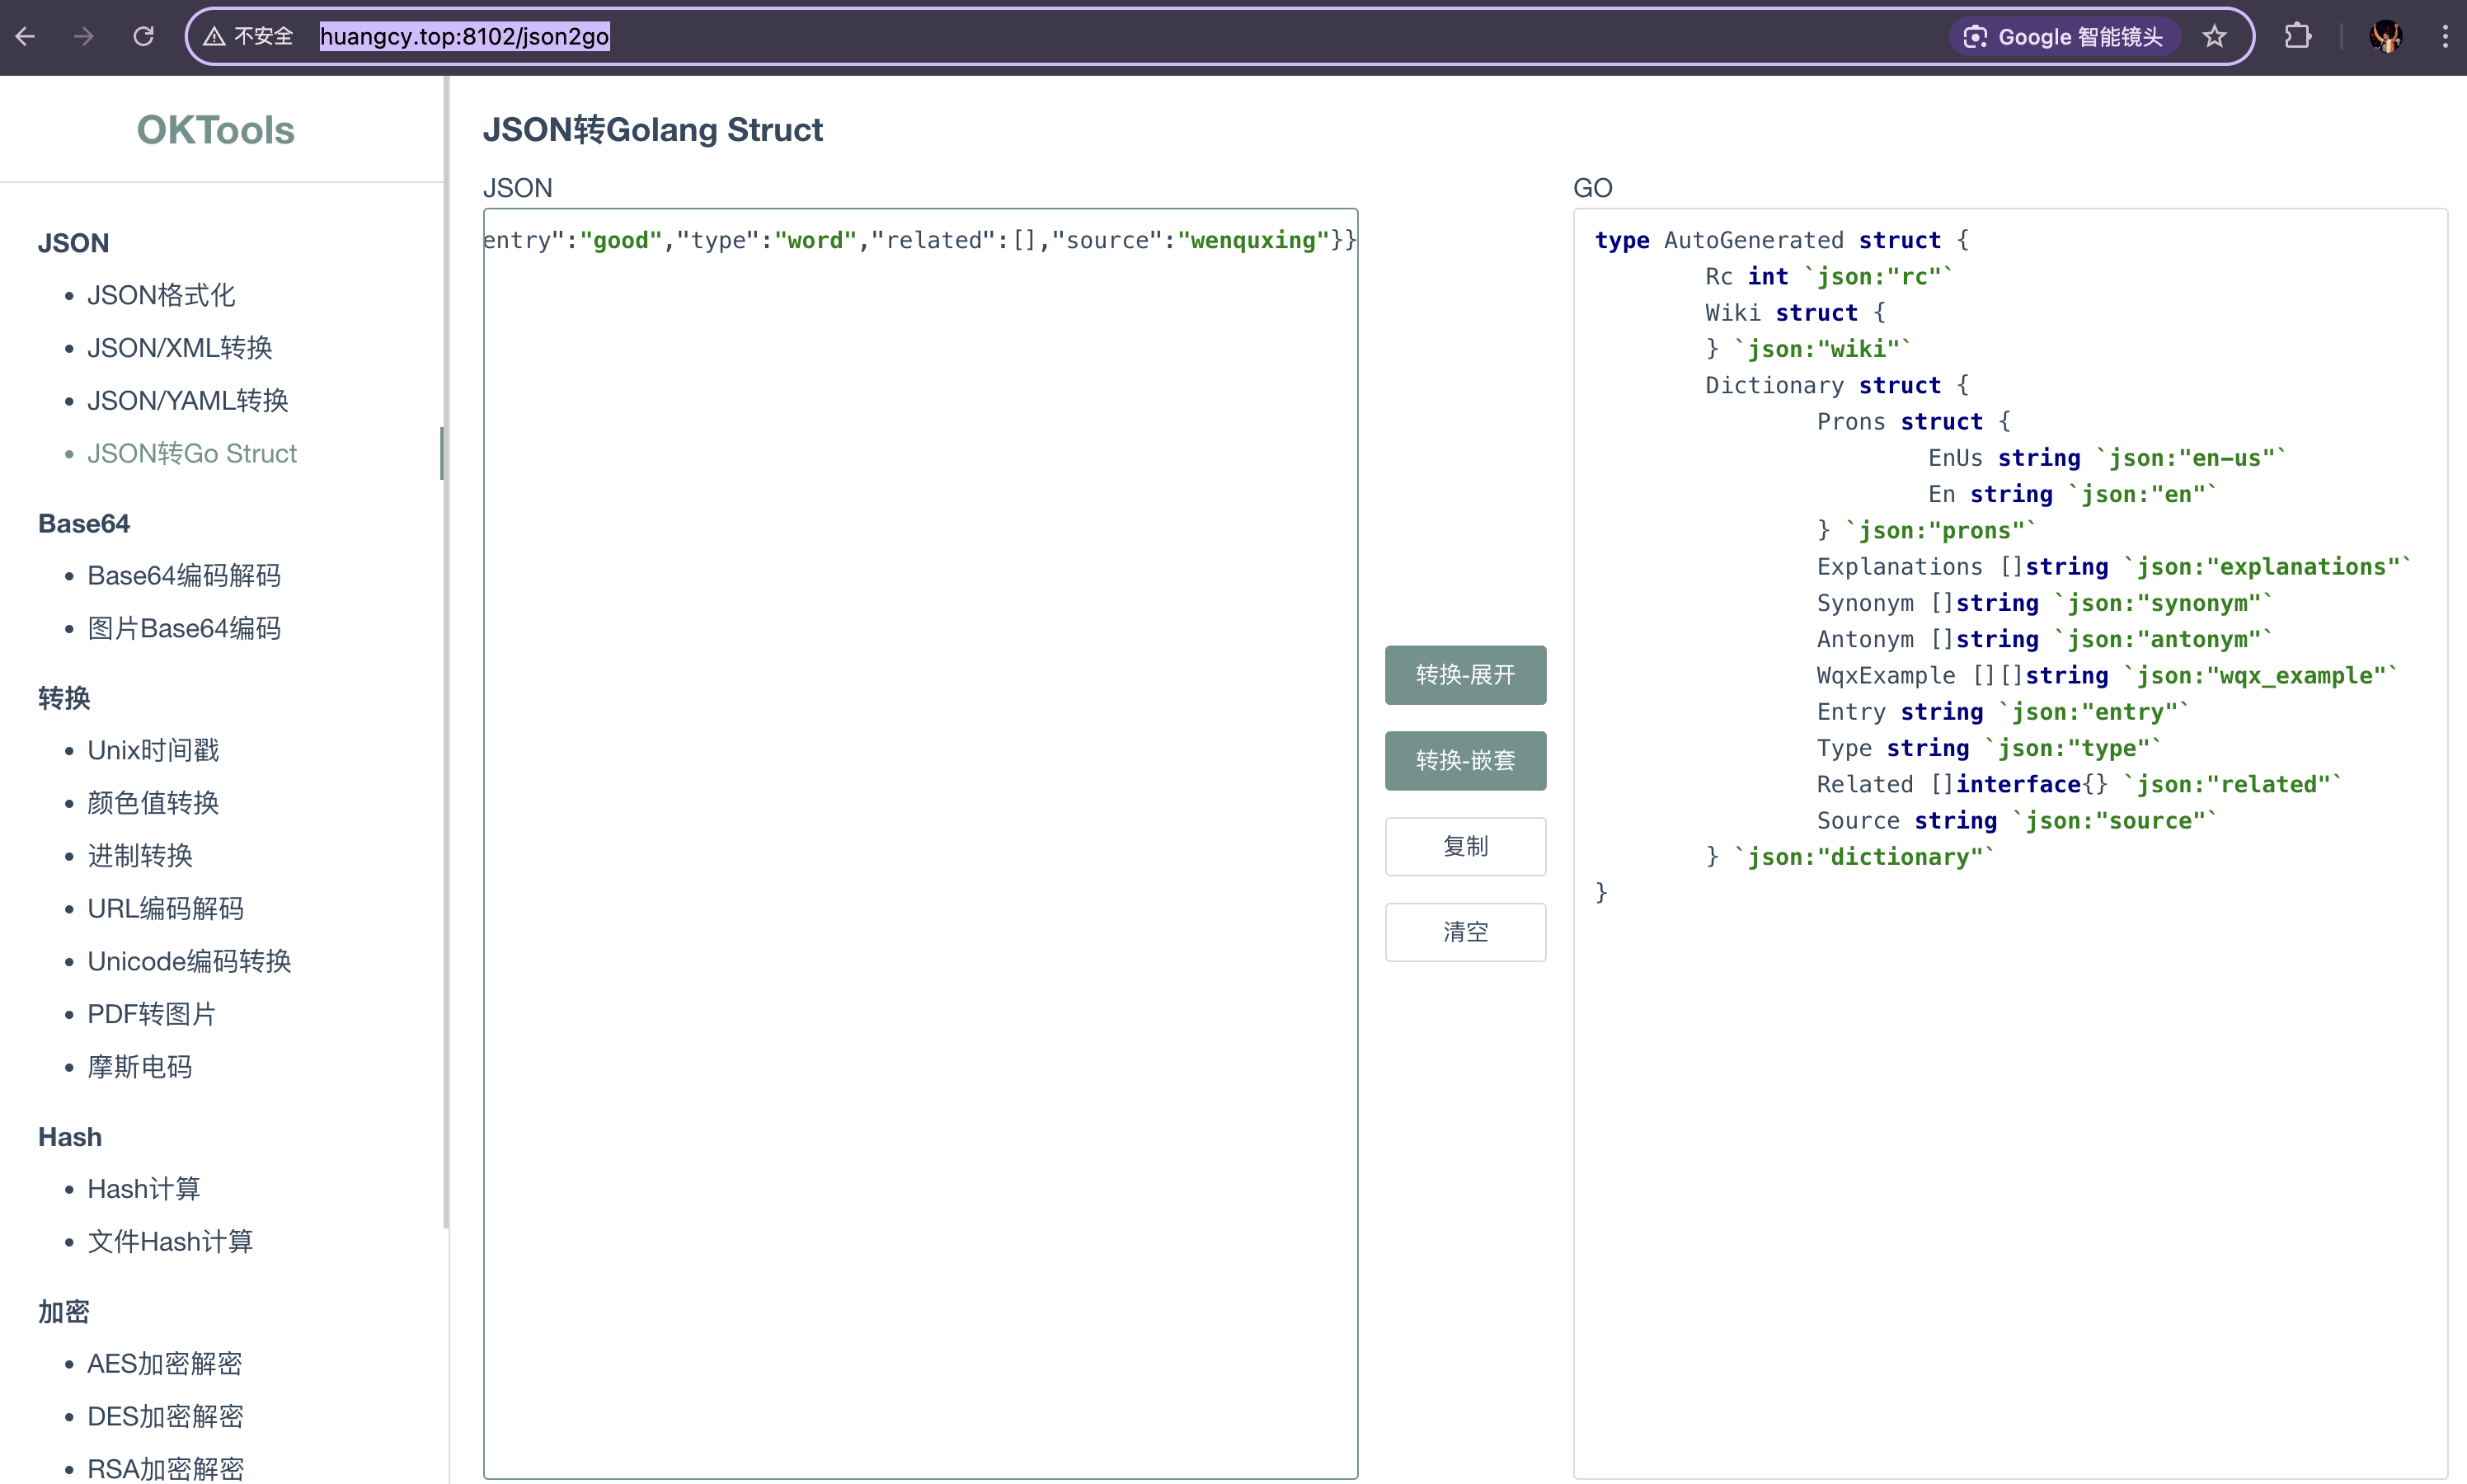 不安全 huangcy.top:8102/json2go Google 智能镜头
OKTools
JSON
JSON格式化
JSON/XML转换
JSON/YAML转换
JSON转Go Struct
Base64
Base64编码解码
图片Base64编码
转换
Unix时间戳
颜色值转换
进制转换
URL编码解码
Unicode编码转换
PDF转图片
摩斯电码
Hash
Hash计算
文件Hash计算
加密
AES加密解密
DES加密解密
RSA加密解密
JSON转Golang Struct
JSON
entry":"good","type":"word","related":[],"source":"wenquxing"}}
转换-展开
转换-嵌套
复制
清空
GO
type AutoGenerated struct {
Rc int `json:"rc"`
Wiki struct {
} `json:"wiki"`
Dictionary struct {
Prons struct {
EnUs string `json:"en-us"`
En string `json:"en"`
} `json:"prons"`
Explanations []string `json:"explanations"`
Synonym []string `json:"synonym"`
Antonym []string `json:"antonym"`
WqxExample [][]string `json:"wqx_example"`
Entry string `json:"entry"`
Type string `json:"type"`
Related []interface{} `json:"related"`
Source string `json:"source"`
} `json:"dictionary"`
}